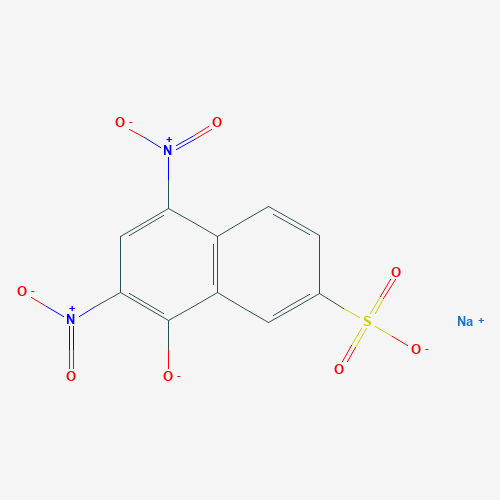 O - N + O
O - N + O
O -
O
S
O
O -
Na +